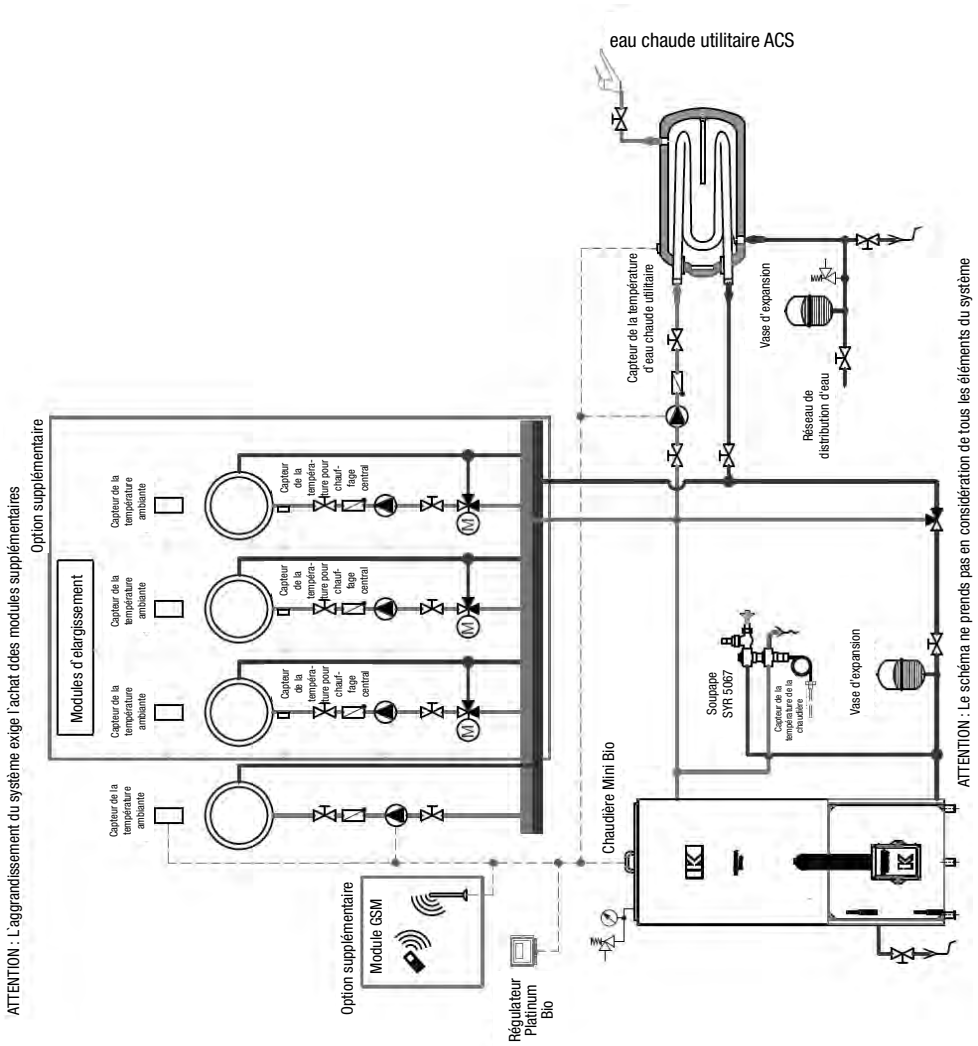 eau chaude utilitaire ACS
ATTENTION : L'aggrandissement du système exige l'achat ddes modules supplémentaires
Option supplémentaire
Modules d'elargissement
Capteur de la
température
ambiante
Capteur
de la
tempéra-
ture pour
chauf-
fage
central
M
Capteur de la
température
ambiante
Capteur
de la
tempéra-
ture pour
chauf-
fage
central
M
Capteur de la
température
ambiante
Capteur
de la
tempéra-
ture pour
chauf-
fage
central
M
Capteur de la
température
ambiante
Option supplémentaire
Module GSM
Régulateur
Platinum
Bio
Chaudière Mini Bio
Soupape
SYR 5067
Capteur de la
température de la
chaudière
Vase d'expansion
Capteur de la température
d'eau chaude utilitaire
Vase d'expansion
Réseau de
distribution d'eau
ATTENTION : Le schéma ne prends pas en considération de tous les éléments du système